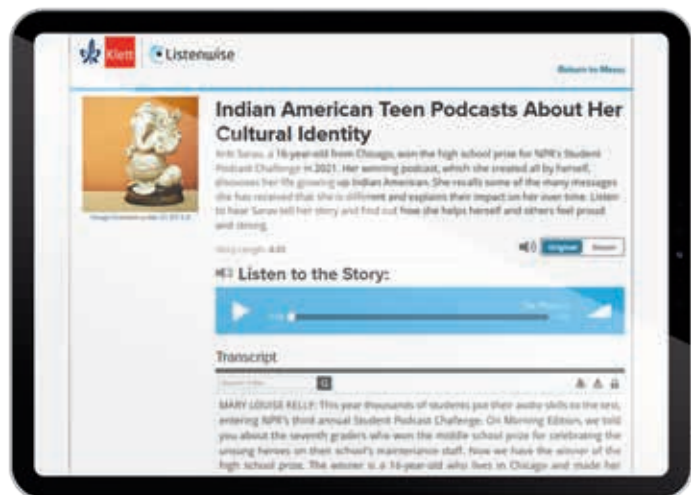 Klett Listenwise
Return to Menu
Indian American Teen Podcasts About Her
Cultural Identity
a 16-year-old from Chicago, won the high school prize for NPR's Student
Podcast Challenge in 2021. Her winning podcast, which she created all by herself,
discusses her life growing up Indian American. She recalls some of the many messages
she has received that she is different and explains their impact on her over time. Listen
to hear Sarav tell her story and find out how she helps herself and others feel proud
and strong.
Story Length:
Original Slower
Listen to the Story:
Transcript
MARY LOUISE KELLY: This year thousands of students put their audio skills to the test,
entering NPR's third annual Student Podcast Challenge. On Morning Edition, we told
you about the seventh graders who won the middle school prize for celebrating the
unsung heroes on their school's maintenance staff. Now we have the winner of the
high school prize. The winner is a 16-year-old who lives in Chicago and made her